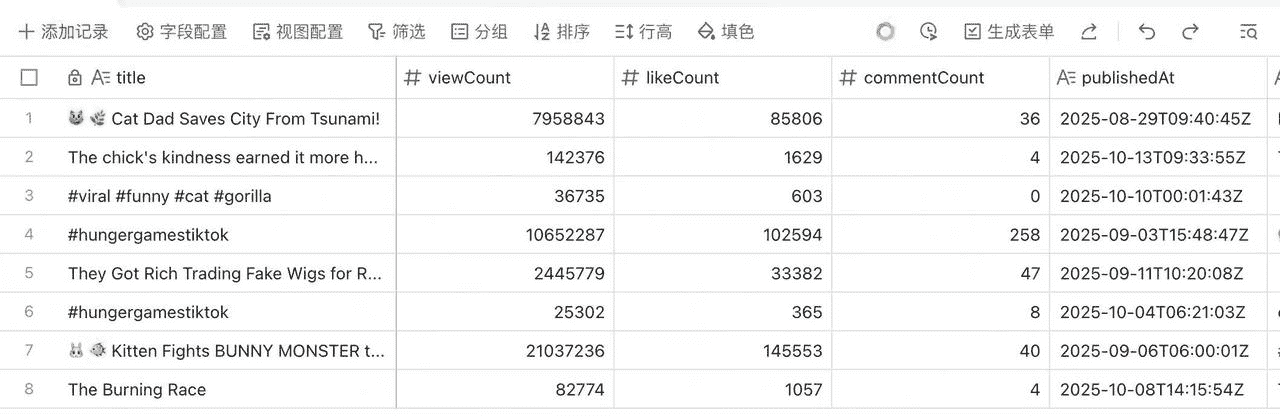 添加记录 字段配置 视图配置 筛选 分组 排序 行高 填色 生成表单
title viewCount likeCount commentCount publishedAt
1 🐱 🌿 Cat Dad Saves City From Tsunami! 7958843 85806 36 2025-08-29T09:40:45Z
2 The chick's kindness earned it more h... 142376 1629 4 2025-10-13T09:33:55Z
3 #viral #funny #cat #gorilla 36735 603 0 2025-10-10T00:01:43Z
4 #hungergamestiktok 10652287 102594 258 2025-09-03T15:48:47Z
5 They Got Rich Trading Fake Wigs for R... 2445779 33382 47 2025-09-11T10:20:08Z
6 #hungergamestiktok 25302 365 8 2025-10-04T06:21:03Z
7 🐰 🐡 Kitten Fights BUNNY MONSTER t... 21037236 145553 40 2025-09-06T06:00:01Z
8 The Burning Race 82774 1057 4 2025-10-08T14:15:54Z